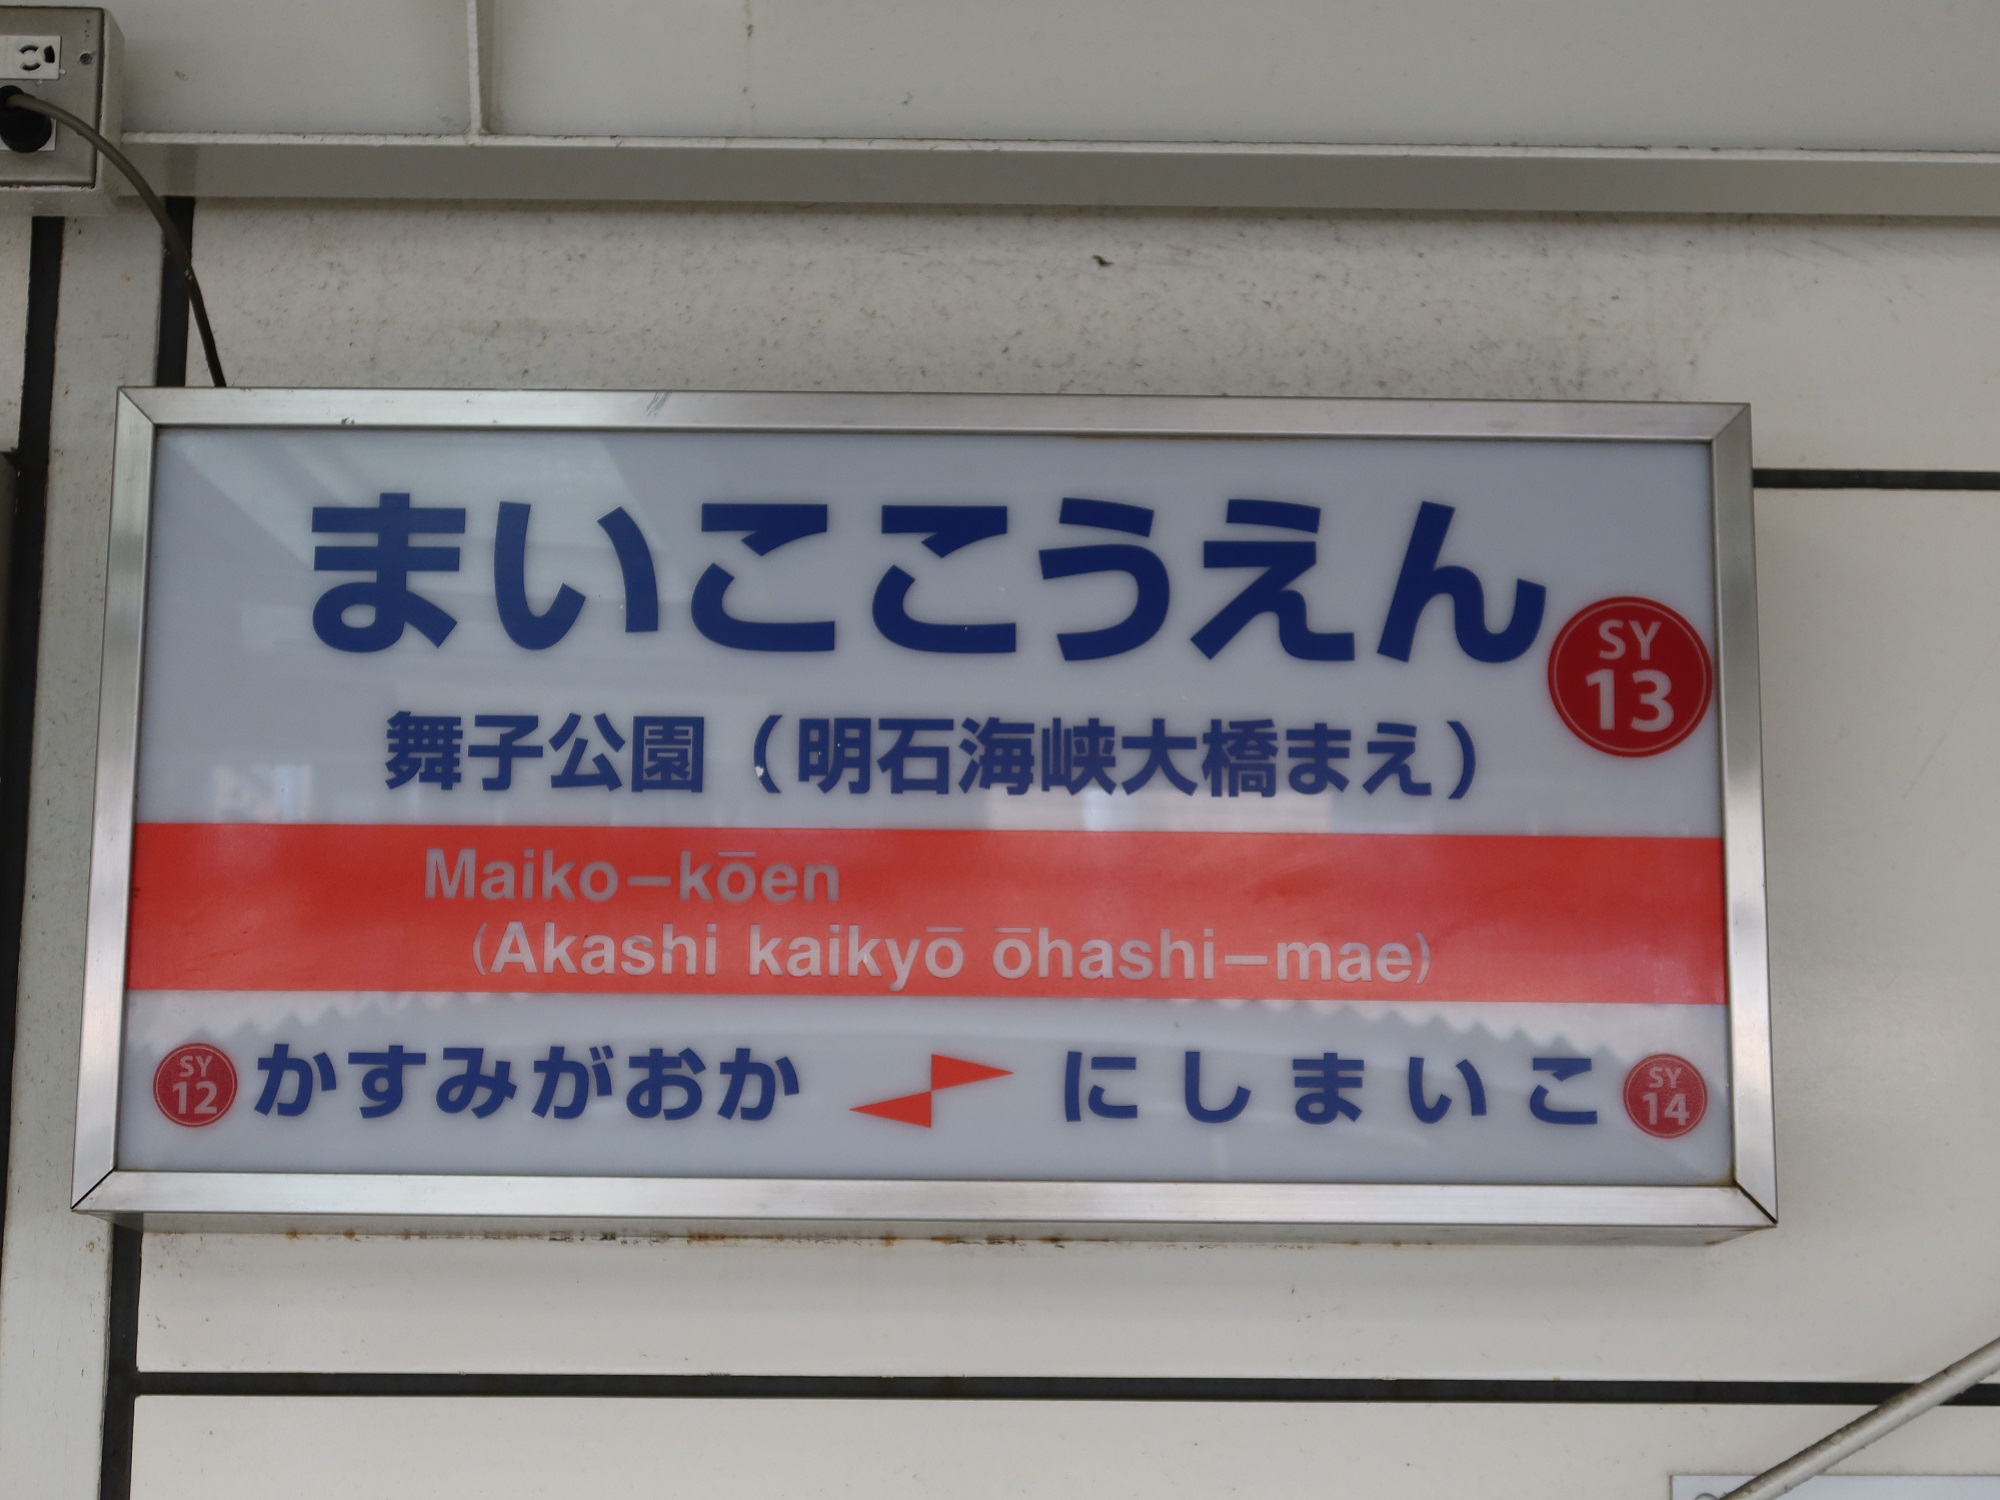 まいここうえん
SY
13
舞子公園（明石海峡大橋まえ）
Maiko-kōen
(Akashi kaikyō ōhashi-mae)
SY
12
かすみがおか
にしまいこ
SY
14